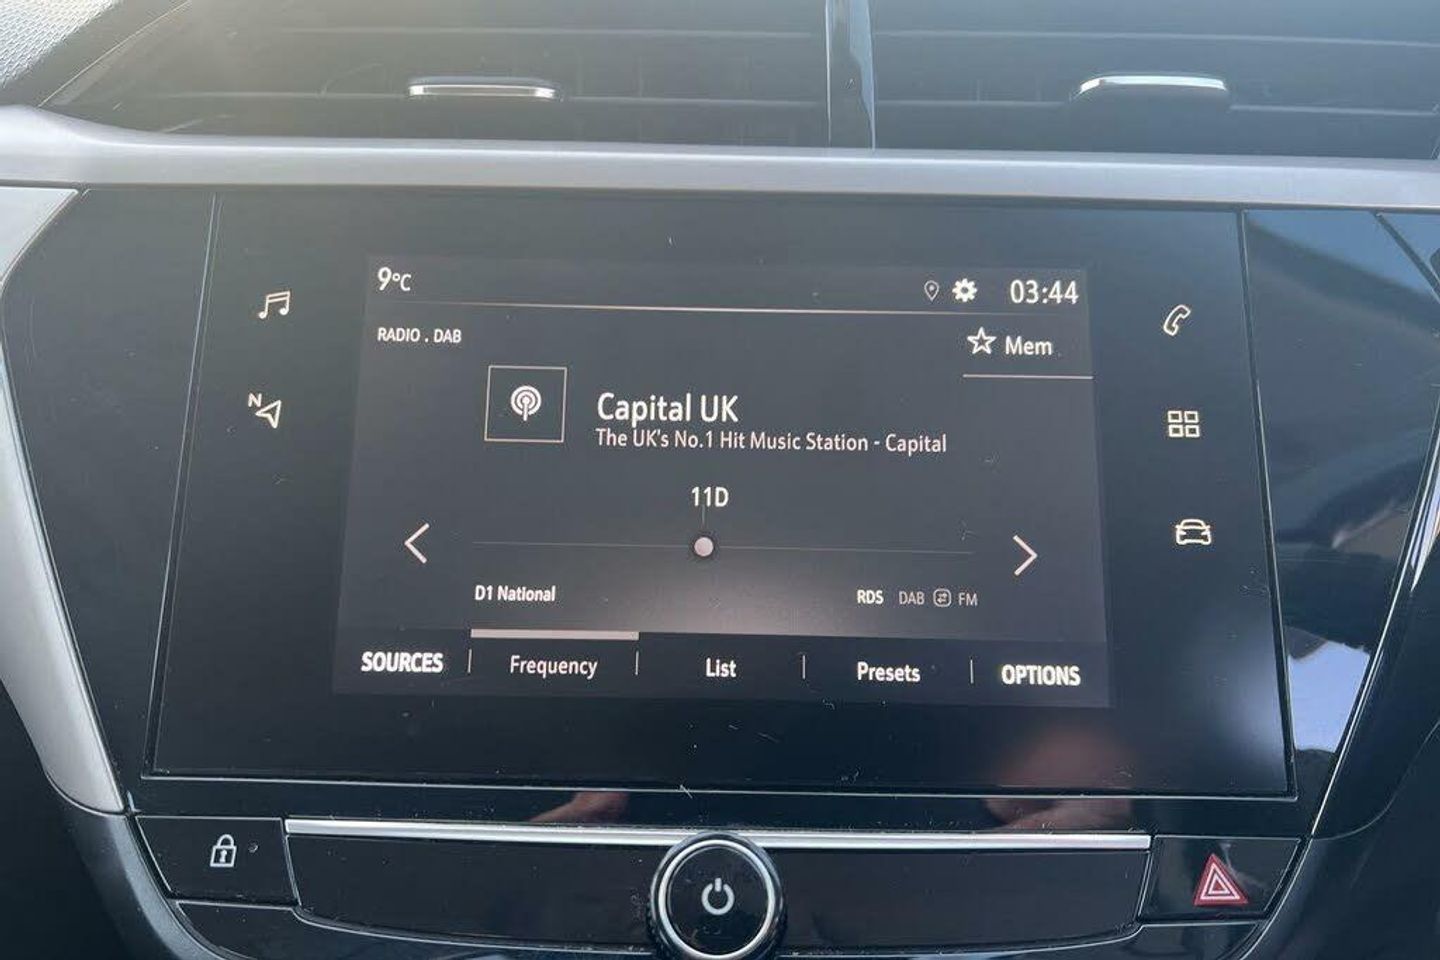 9°C
03:44
RADIO . DAB
Mem
Capital UK
The UK's No.1 Hit Music Station - Capital
11D
N
D1 National
RDS DAB FM
SOURCES
Frequency
List
Presets
OPTIONS